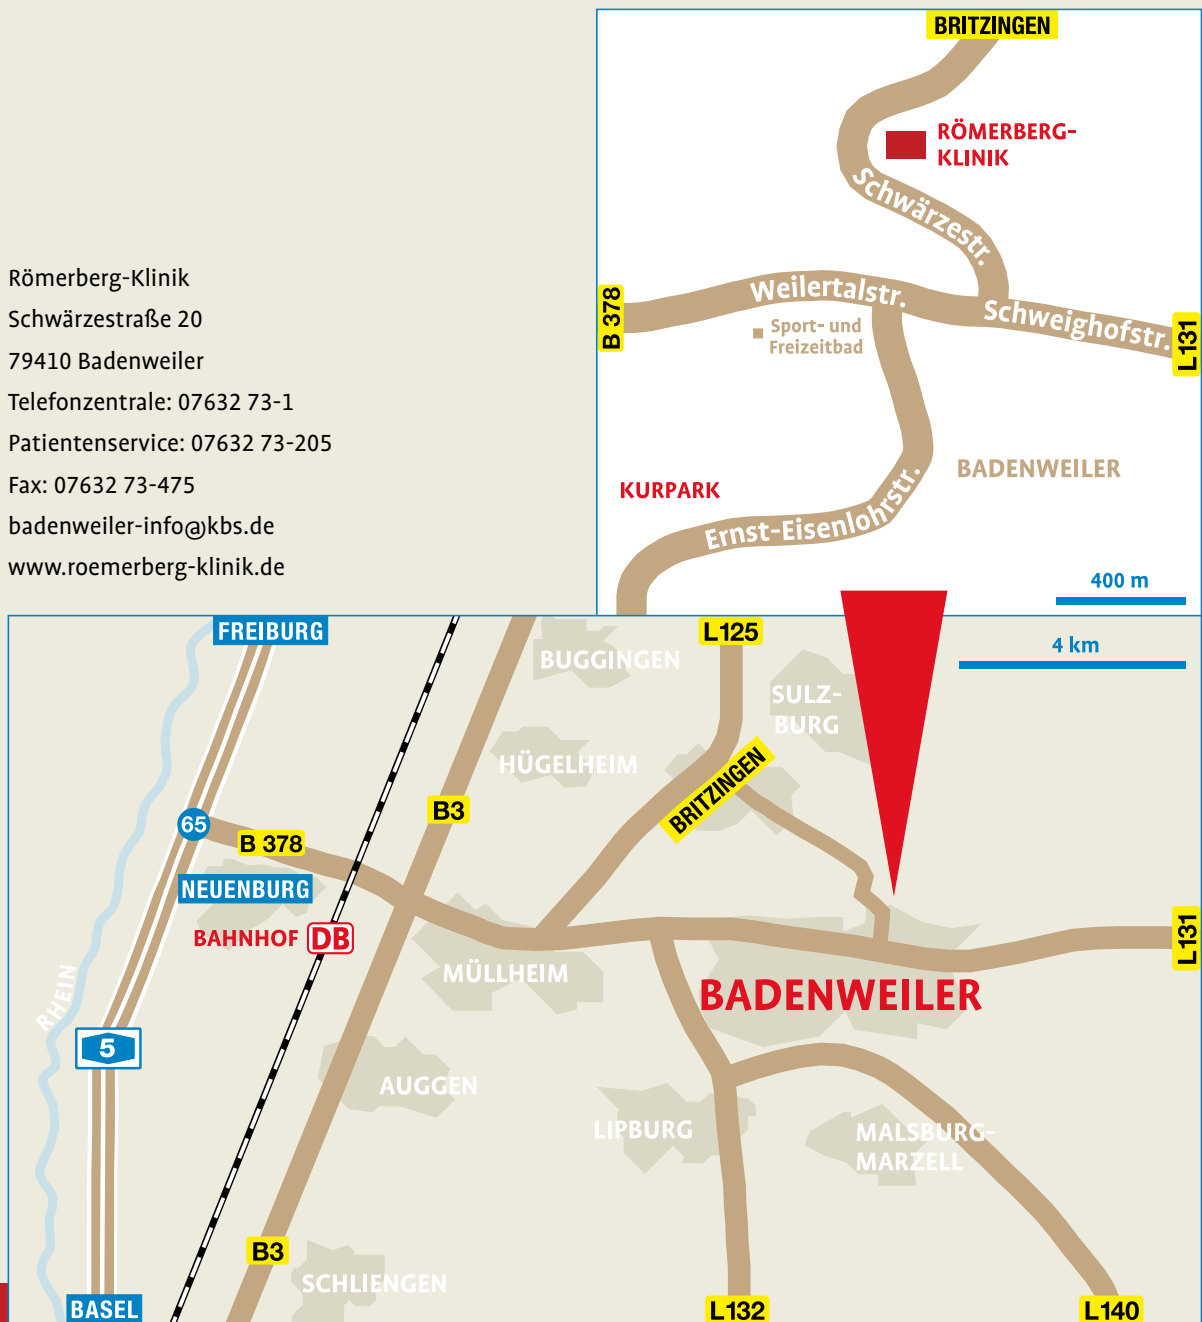 Römerberg-Klinik
Schwärzestraße 20
79410 Badenweiler
Telefonzentrale: 07632 73-1
Patientenservice: 07632 73-205
Fax: 07632 73-475
badenweiler-info@kbs.de
www.roemerberg-klinik.de
BRITZINGEN
RÖMERBERG-
KLINIK
Schwärzestr.
B 378
Weilertalstr.
Schweighofstr.
L131
Sport- und
Freizeitbad
KURPARK
BADENWEILER
Ernst-Eisenlohrstr.
400 m
FREIBURG
L125
4 km
BUGGINGEN
SULZ-
BURG
HÜGELHEIM
BRITZINGEN
B3
65
B 378
NEUENBURG
BAHNHOF DB
L131
MÜLLHEIM
BADENWEILER
RHEIN
5
AUGGEN
LIPBURG
MALSBURG-
MARZELL
B3
SCHLIENGEN
BASEL
L132
L140